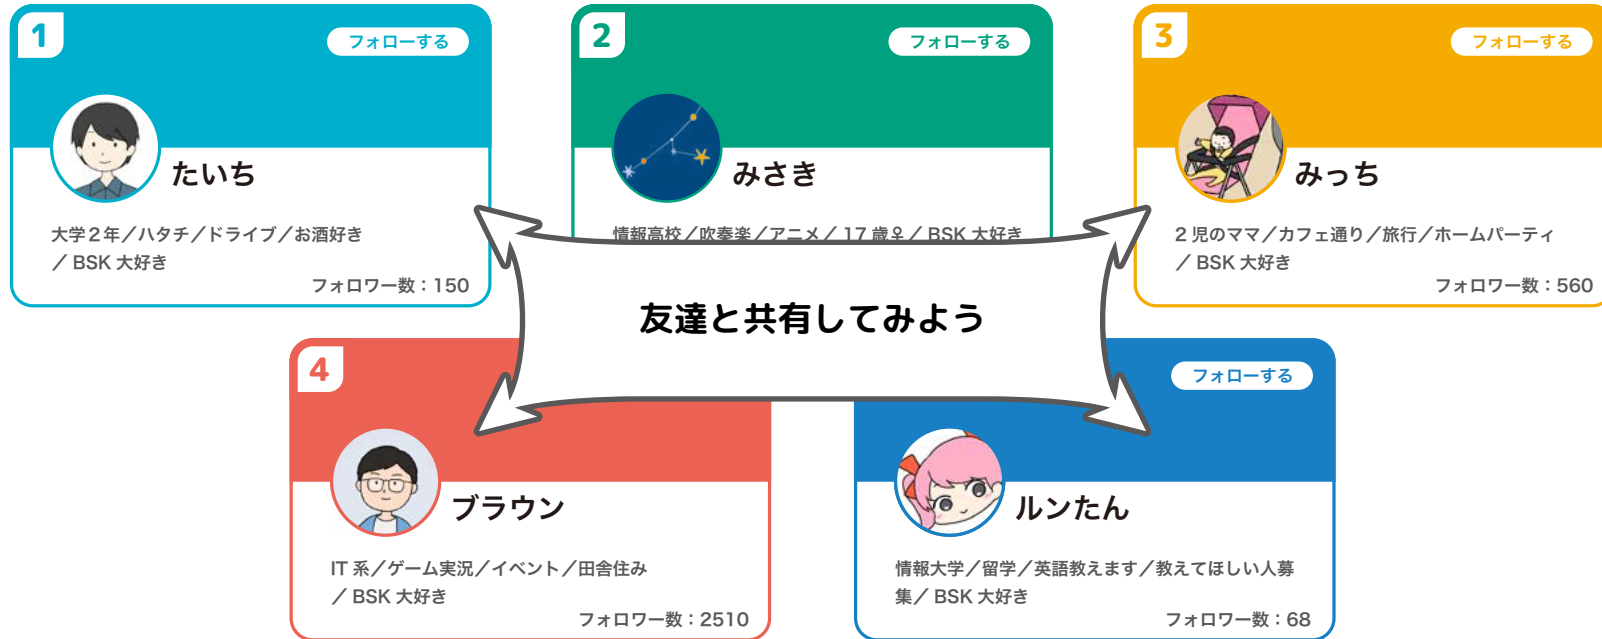 1
フォローする
たいち
大学2年／ハタチ／ドライブ／お酒好き
／BSK 大好き
フォロワー数：150
2
フォローする
みさき
情報高校／吹奏楽／アニメ／17歳♀／BSK 大好き
3
フォローする
みっち
2児のママ／カフェ通り／旅行／ホームパーティ
／BSK 大好き
フォロワー数：560
友達と共有してみよう
4
ブラウン
IT系／ゲーム実況／イベント／田舎住み
／BSK 大好き
フォロワー数：2510
フォローする
ルンたん
情報大学／留学／英語教えます／教えてほしい人募
集／BSK 大好き
フォロワー数：68